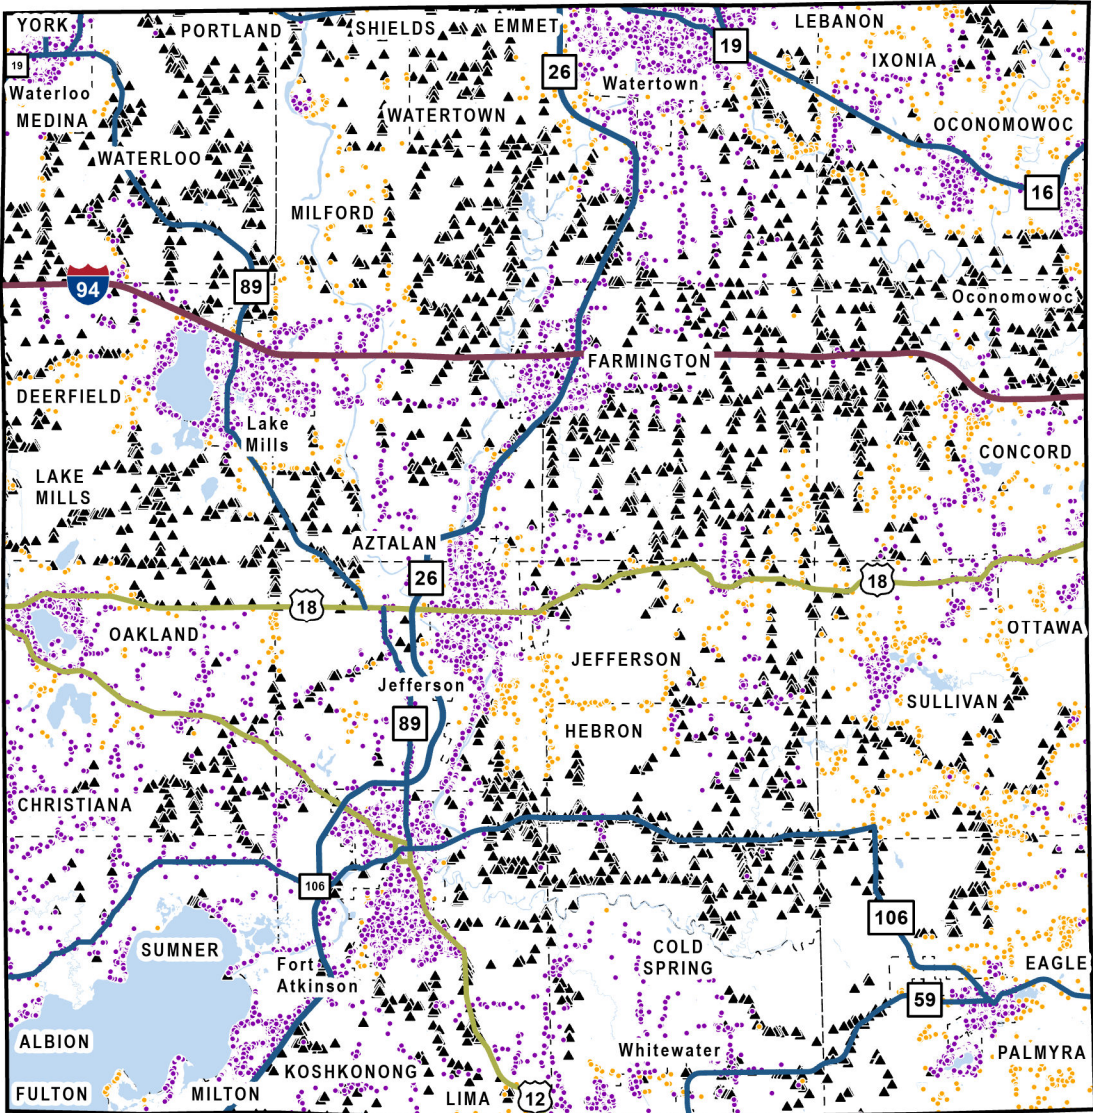 YORK
PORTLAND
SHIELDS
EMMET
LEBANON
19
19
26
IXONIA
Waterloo
Watertown
MEDINA
WATERTOWN
OCONOMOWOC
WATERLOO
16
MILFORD
94
89
Oconomowoc
FARMINGTON
DEERFIELD
Lake
Mills
CONCORD
LAKE
MILLS
AZTALAN
26
18
18
OAKLAND
OTTAWA
JEFFERSON
Jefferson
SULLIVAN
89
HEBRON
CHRISTIANA
106
106
SUMNER
COLD
SPRING
Fort
Atkinson
EAGLE
59
ALBION
Whitewater
PALMYRA
KOSHKONONG
FULTON
MILTON
LIMA
12